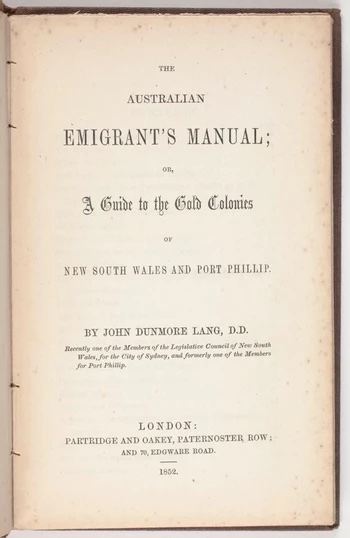 THE
AUSTRALIAN
EMIGRANT'S MANUAL;
OR,
A Guide to the Gold Colonies
OF
NEW SOUTH WALES AND PORT PHILLIP.
BY JOHN DUNMORE LANG, D.D.
Recently one of the Members of the Legislative Council of New South
Wales, for the City of Sydney, and formerly one of the Members
for Port Phillip.
LONDON:
PARTRIDGE AND OAKEY, PATERNOSTER ROW;
AND 70, EDGWARE ROAD.
1852.